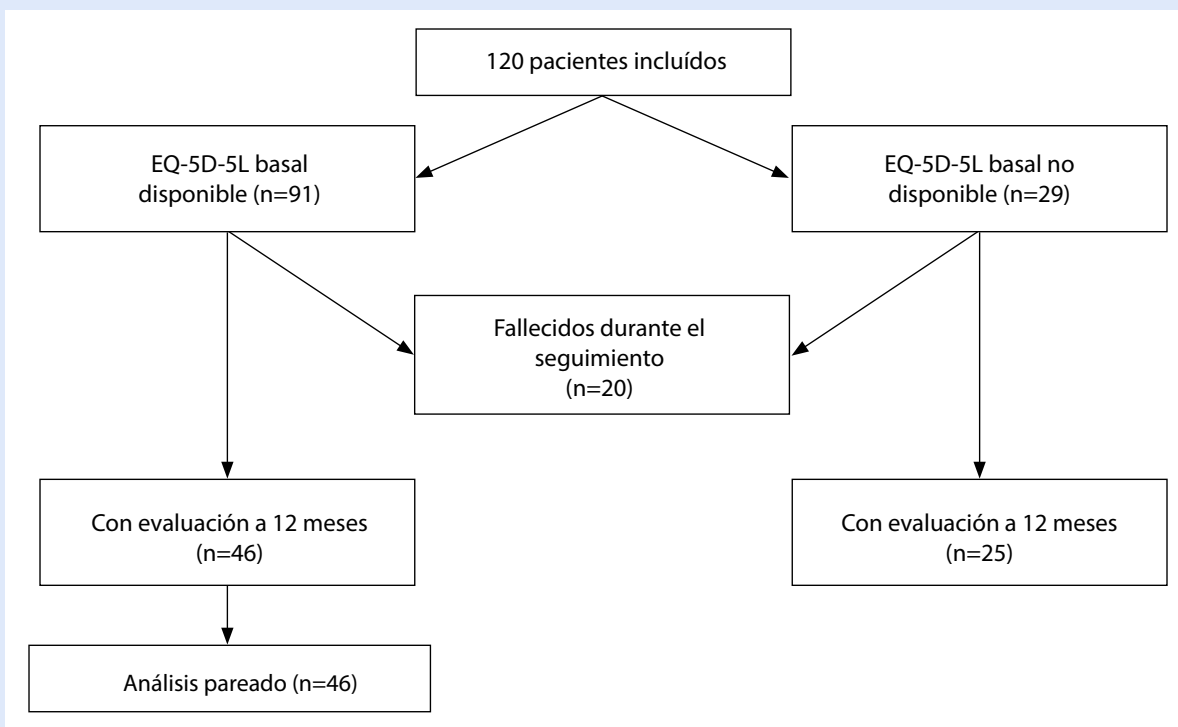 120 pacientes incluídos
EQ-5D-5L basal
disponible (n=91)
EQ-5D-5L basal no
disponible (n=29)
Fallecidos durante el
seguimiento
(n=20)
Con evaluación a 12 meses
(n=46)
Con evaluación a 12 meses
(n=25)
Análisis pareado (n=46)